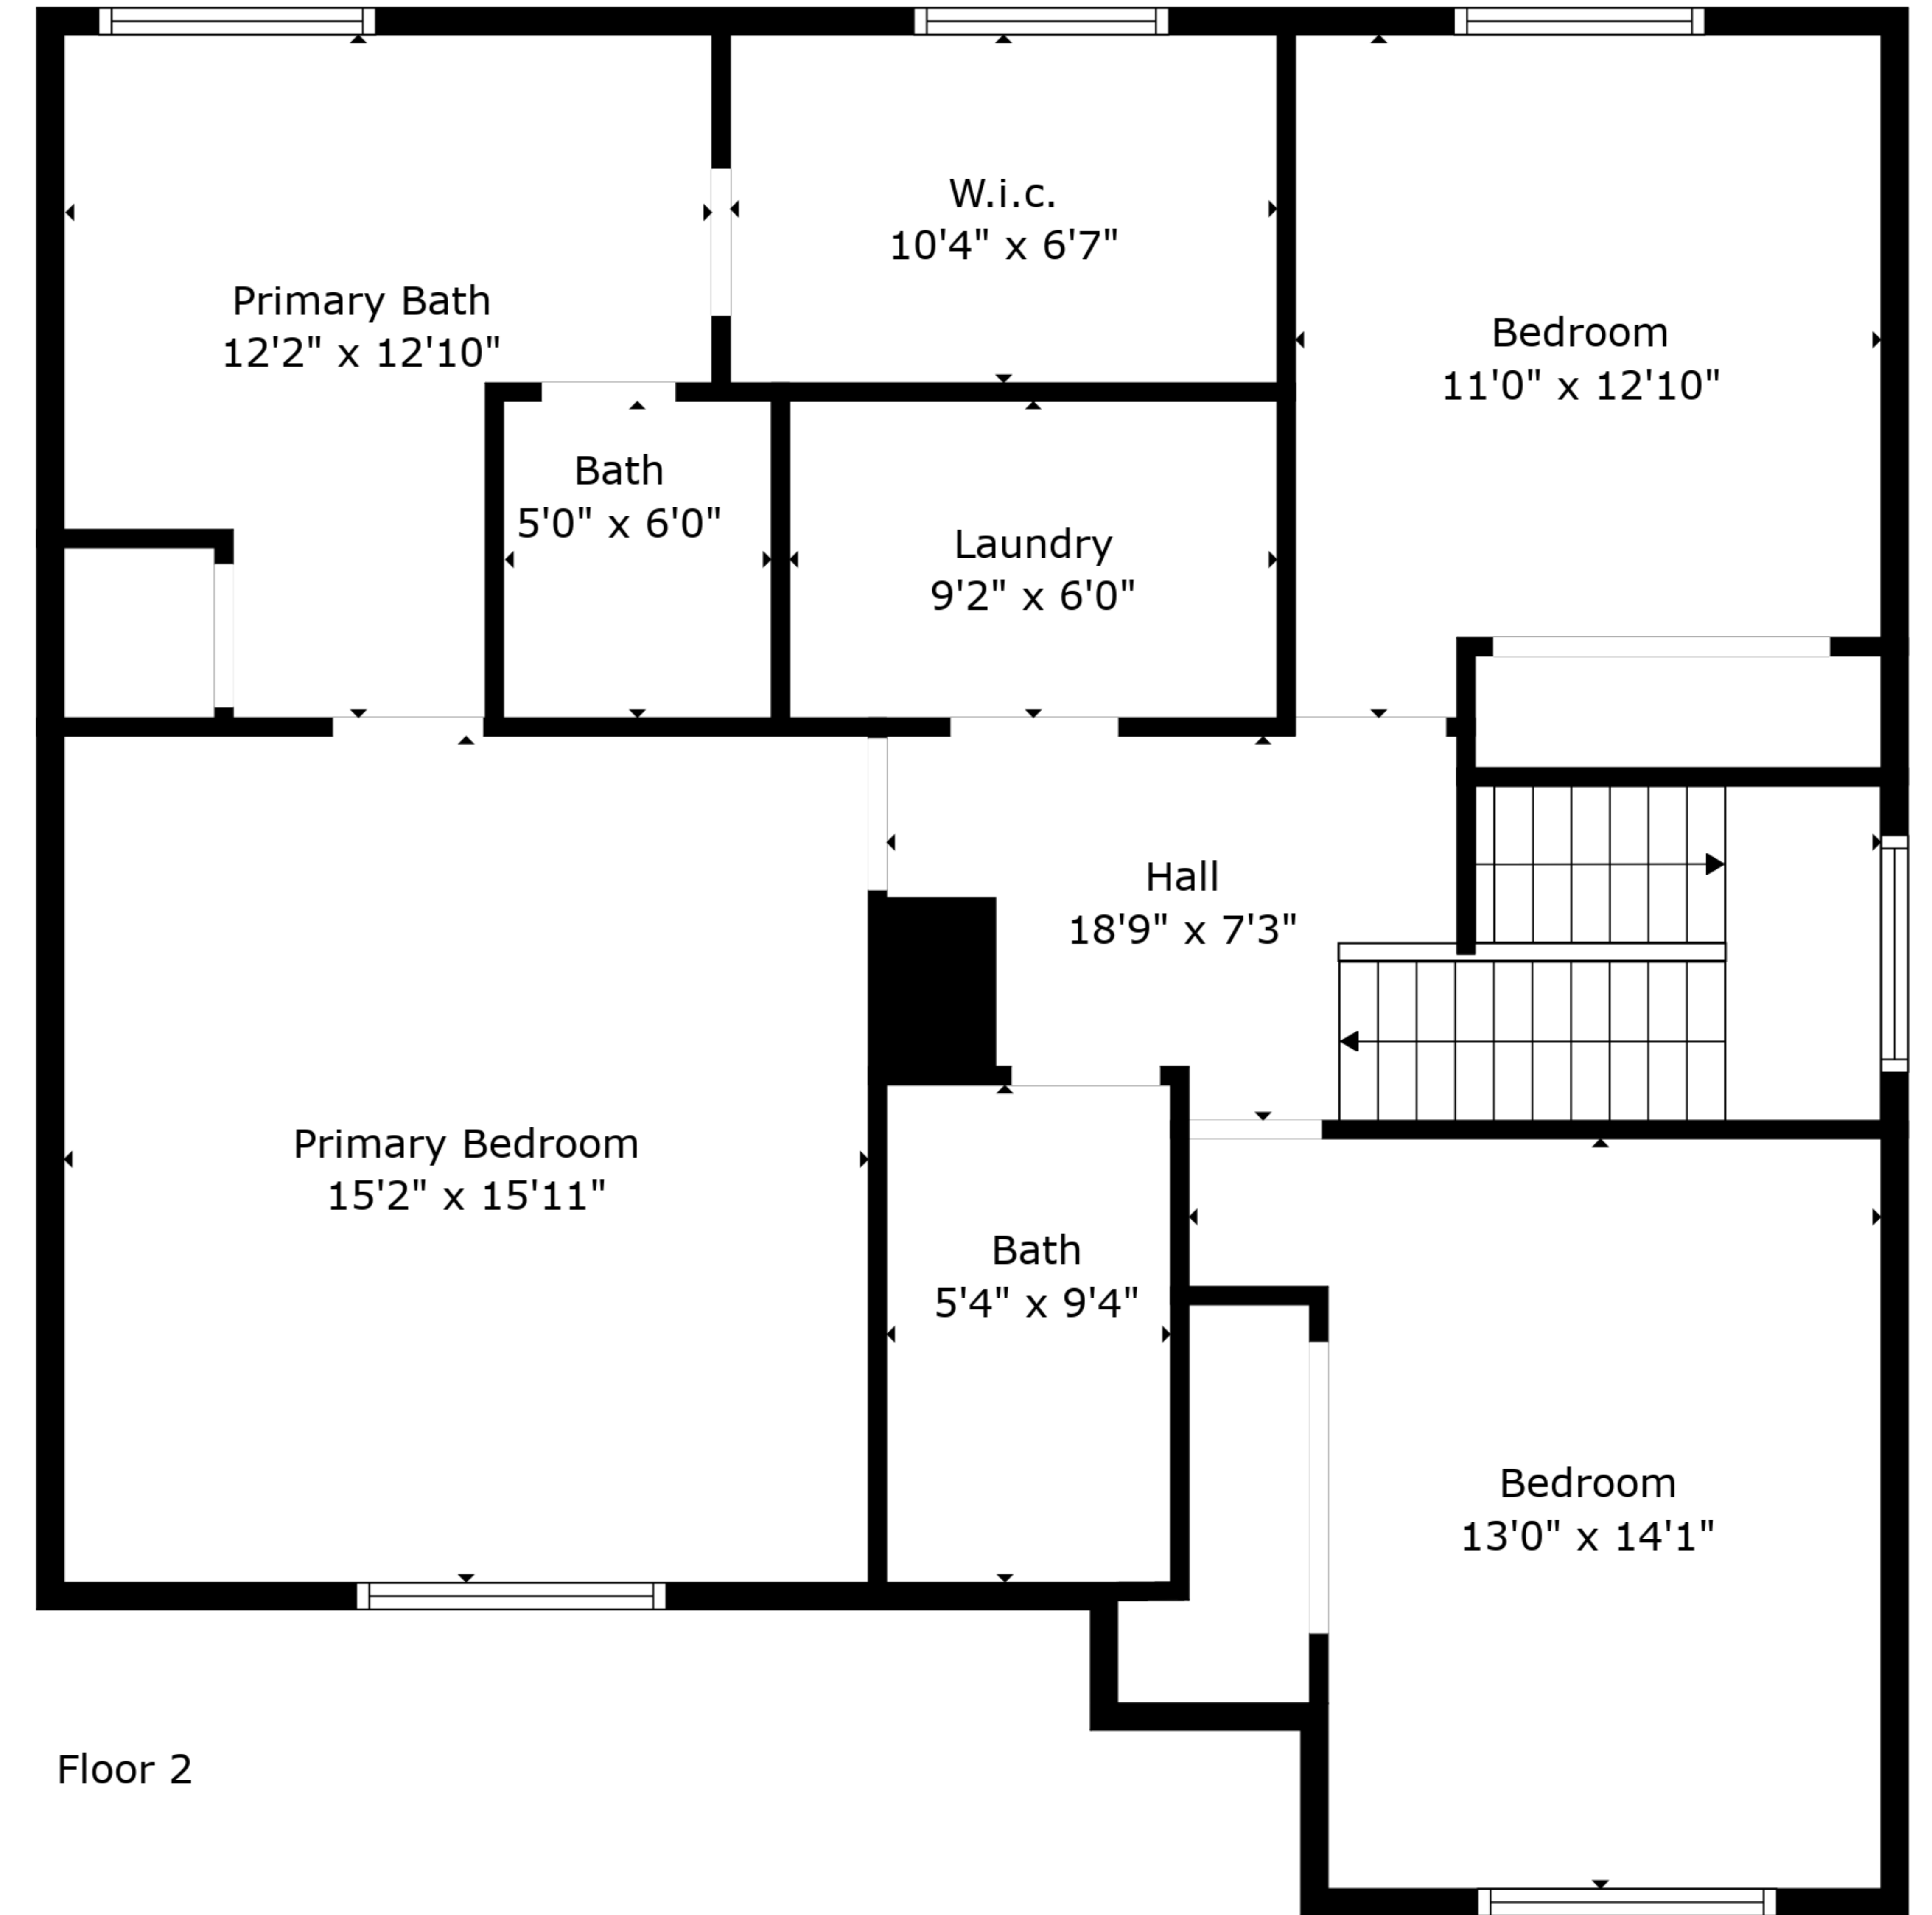 W.i.c.
10'4" x 6'7"
Primary Bath
12'2" x 12'10"
Bedroom
11'0" x 12'10"
Bath
5'0" x 6'0"
Laundry
9'2" x 6'0"
Hall
18'9" x 7'3"
Primary Bedroom
15'2" x 15'11"
Bath
5'4" x 9'4"
Bedroom
13'0" x 14'1"
Floor 2